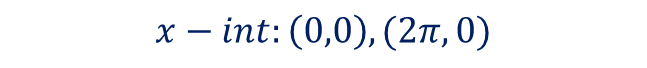 x − int: (0,0), (2π, 0)